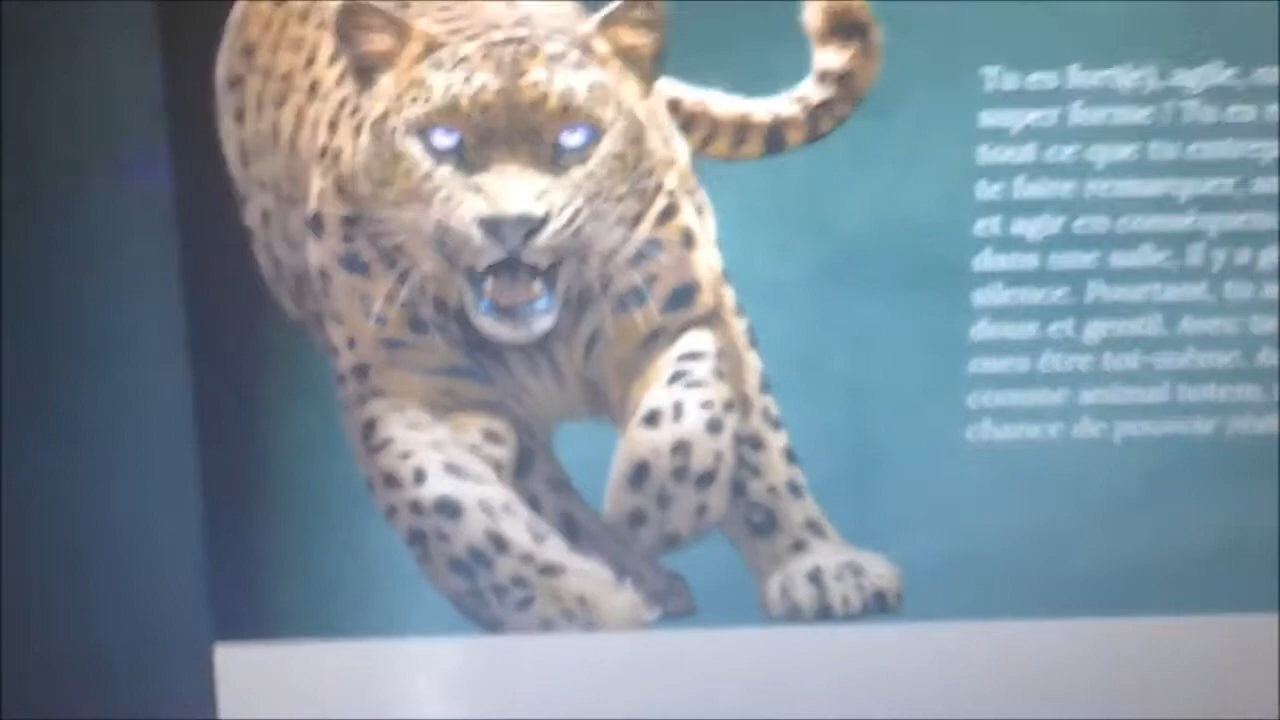 Tu es fort(e), agile, e
super forme ! Tu es
tout ce que tu entrep
te faire remarquer, a
et agir en conséquen
dans une salle, il y a g
silence. Pourtant, tu
doux et gentil. Avec t
oses être toi-même.
comme animal totem,
chance de pouvoir